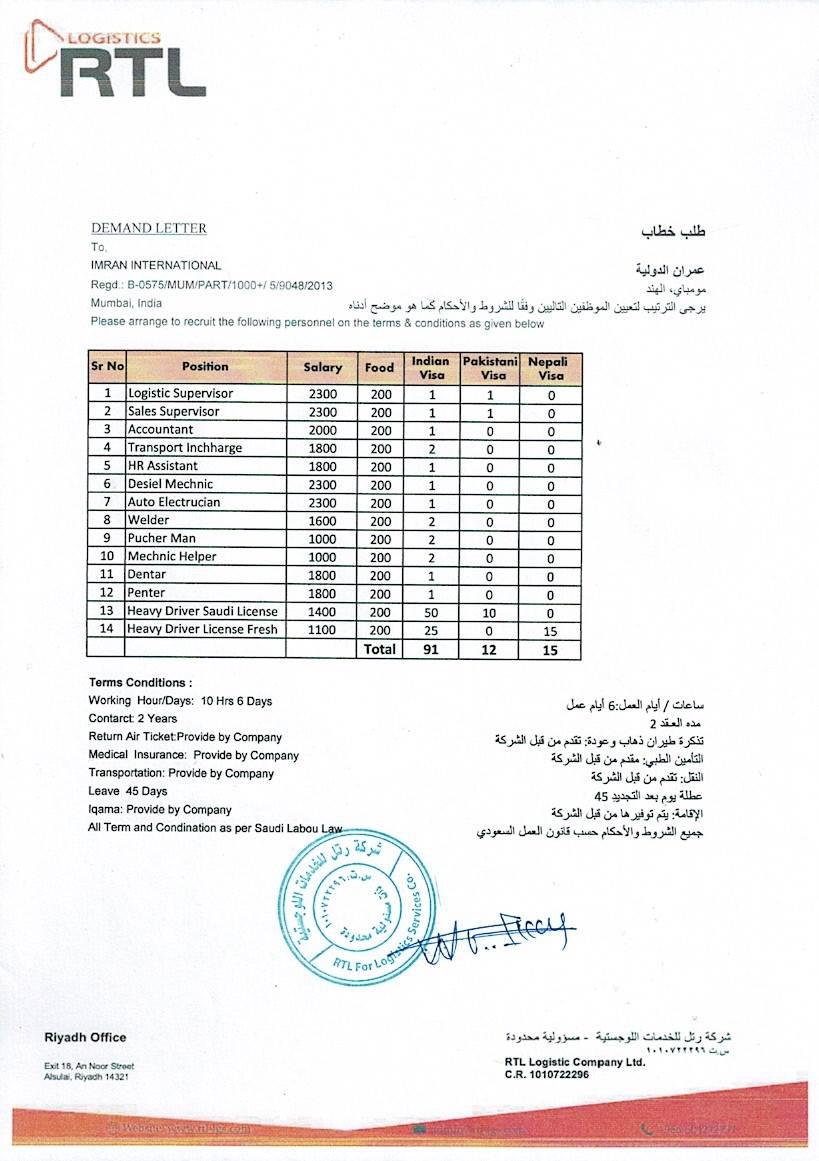 LOGISTICS
RTL
DEMAND LETTER
طلب خطاب
To,
IMRAN INTERNATIONAL
عمران الدولية
Regd.: B-0575/MUM/PART/1000+/ 5/9048/2013
مومباي، الهند
Mumbai, India
يرجى الترتيب لتعيين الموظفين التاليين وفقًا للشروط والأحكام كما هو موضح أدناه
Please arrange to recruit the following personnel on the terms & conditions as given below
Sr No Position Salary Food Indian Visa Pakistani Visa Nepali Visa
1 Logistic Supervisor 2300 200 1 1 0
2 Sales Supervisor 2300 200 1 1 0
3 Accountant 2000 200 1 0 0
4 Transport Inchharge 1800 200 2 0 0
5 HR Assistant 1800 200 1 0 0
6 Desiel Mechnic 2300 200 1 0 0
7 Auto Electrucian 2300 200 1 0 0
8 Welder 1600 200 2 0 0
9 Pucher Man 1000 200 2 0 0
10 Mechnic Helper 1000 200 2 0 0
11 Dentar 1800 200 1 0 0
12 Penter 1800 200 1 0 0
13 Heavy Driver Saudi License 1400 200 50 10 0
14 Heavy Driver License Fresh 1100 200 25 0 15
Total 91 12 15
Terms Conditions :
Working Hour/Days: 10 Hrs 6 Days
ساعات / أيام العمل:6 أيام عمل
Contarct: 2 Years
مده العقد 2
Return Air Ticket:Provide by Company
تذكرة طيران ذهاب وعودة: تقدم من قبل الشركة
Medical Insurance: Provide by Company
التأمين الطبي: مقدم من قبل الشركة
Transportation: Provide by Company
النقل: تقدم من قبل الشركة
Leave 45 Days
عطلة يوم بعد التجديد 45
Iqama: Provide by Company
الإقامة: يتم توفيرها من قبل الشركة
All Term and Condination as per Saudi Labou Law
جميع الشروط والأحكام حسب قانون العمل السعودي
شركة رتل للخدمات اللوجستية
س.ت: ١٠١٠٧٢٢٢٩٦
ذات مسئولية محدودة
RTL For Logistics Services Co.
Riyadh Office
شركة رتل للخدمات اللوجستية - مسؤولية محدودة
س.ت ١٠١٠٧٢٢٢٩٦
Exit 18, An Noor Street
RTL Logistic Company Ltd.
Alsulai, Riyadh 14321
C.R. 1010722296